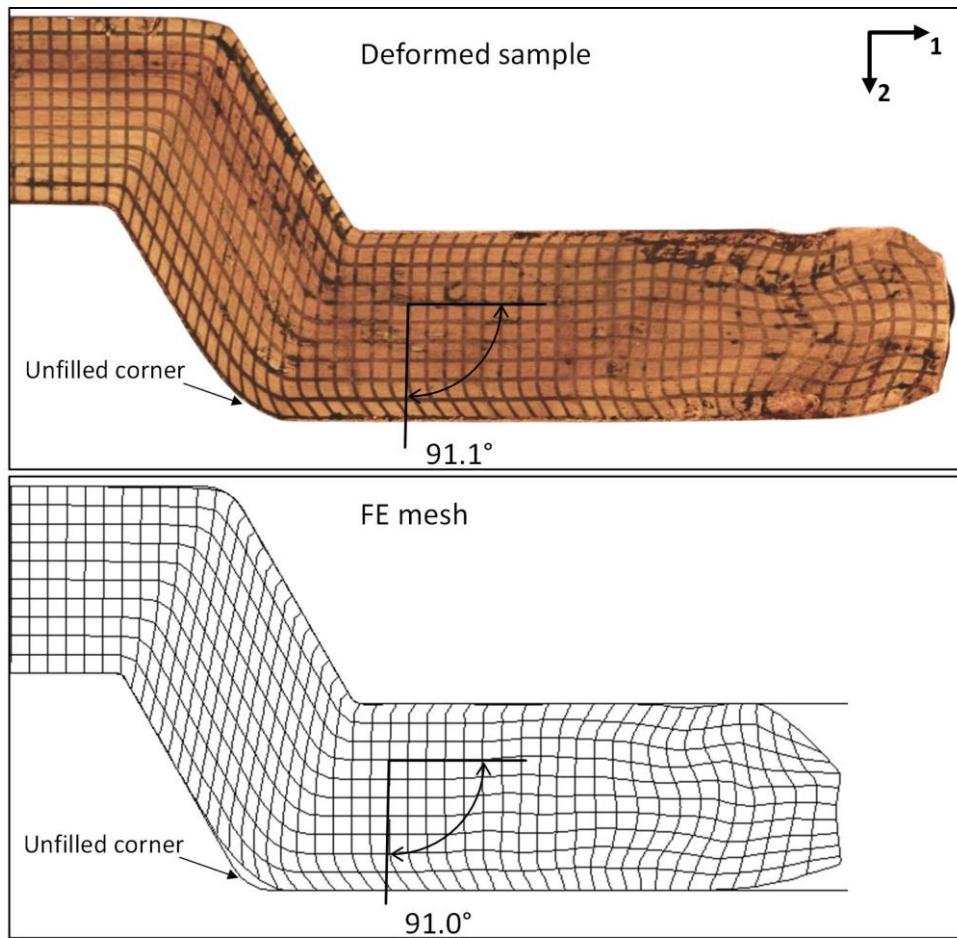 Deformed sample
1
2
Unfilled corner
91.1°
FE mesh
Unfilled corner
91.0°